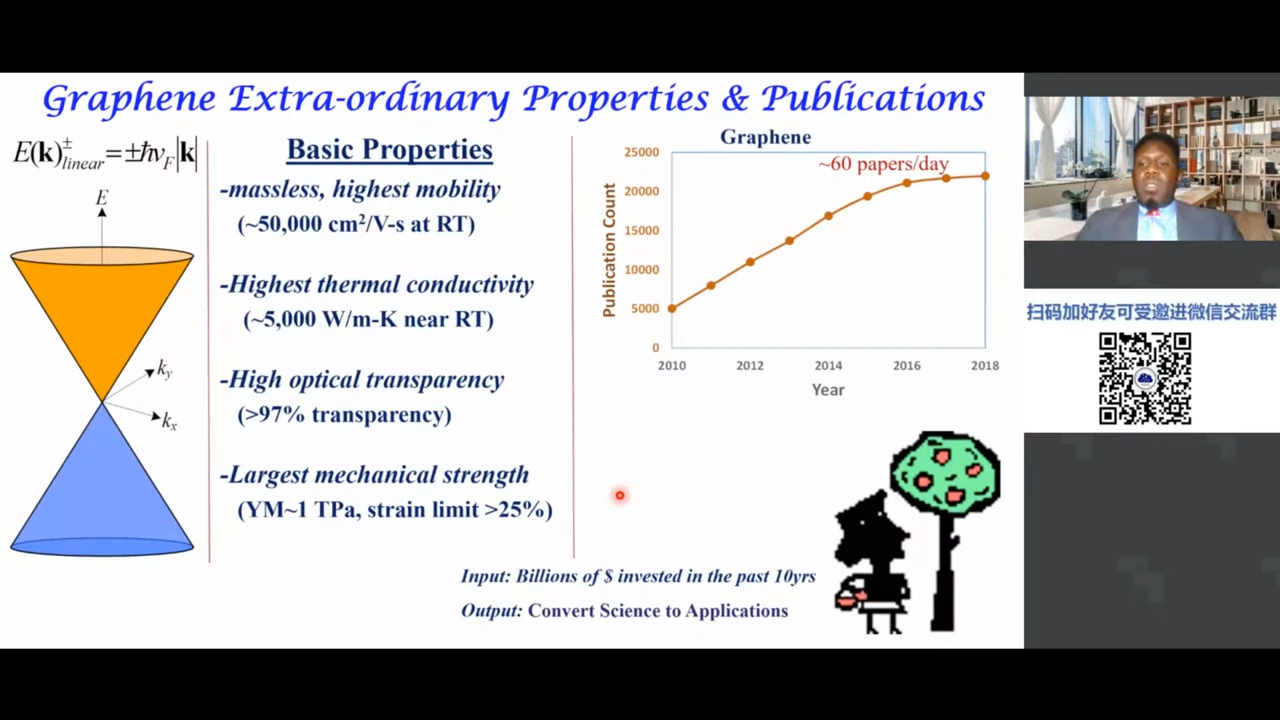 Graphene Extra-ordinary Properties & Publications
E(k)±linear=±ħvF|k|
E
ky
kx
Basic Properties
-massless, highest mobility
(~50,000 cm²/V-s at RT)
-Highest thermal conductivity
(~5,000 W/m-K near RT)
-High optical transparency
(>97% transparency)
-Largest mechanical strength
(YM~1 TPa, strain limit >25%)
Graphene
~60 papers/day
Publication Count
25000
20000
15000
10000
5000
0
2010 2012 2014 2016 2018
Year
Input: Billions of $ invested in the past 10yrs
Output: Convert Science to Applications
扫码加好友可受邀进微信交流群